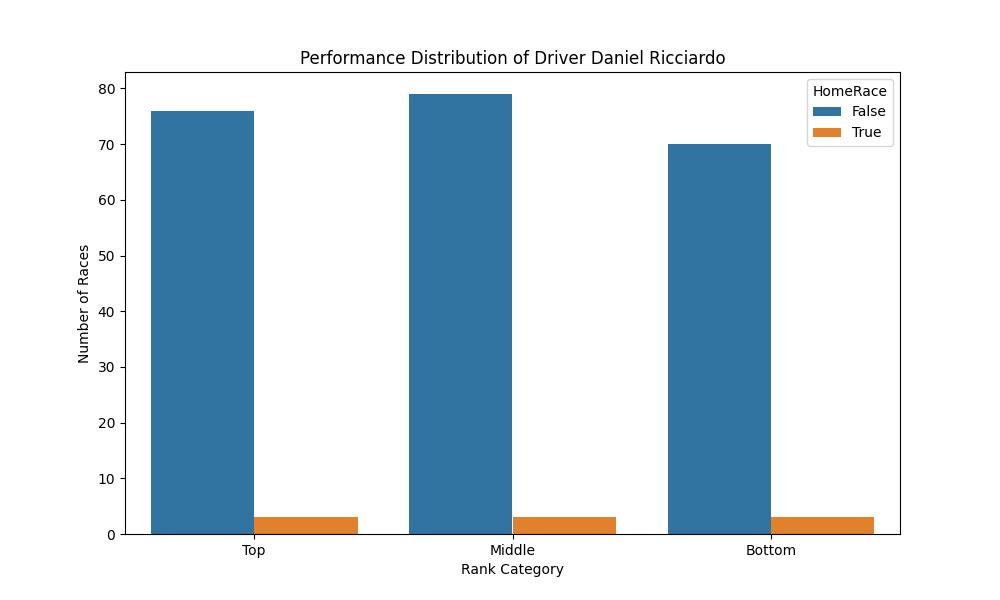 Performance Distribution of Driver Daniel Ricciardo
HomeRace
False
True
80
70
60
50
40
30
20
10
0
Number of Races
Top
Middle
Bottom
Rank Category